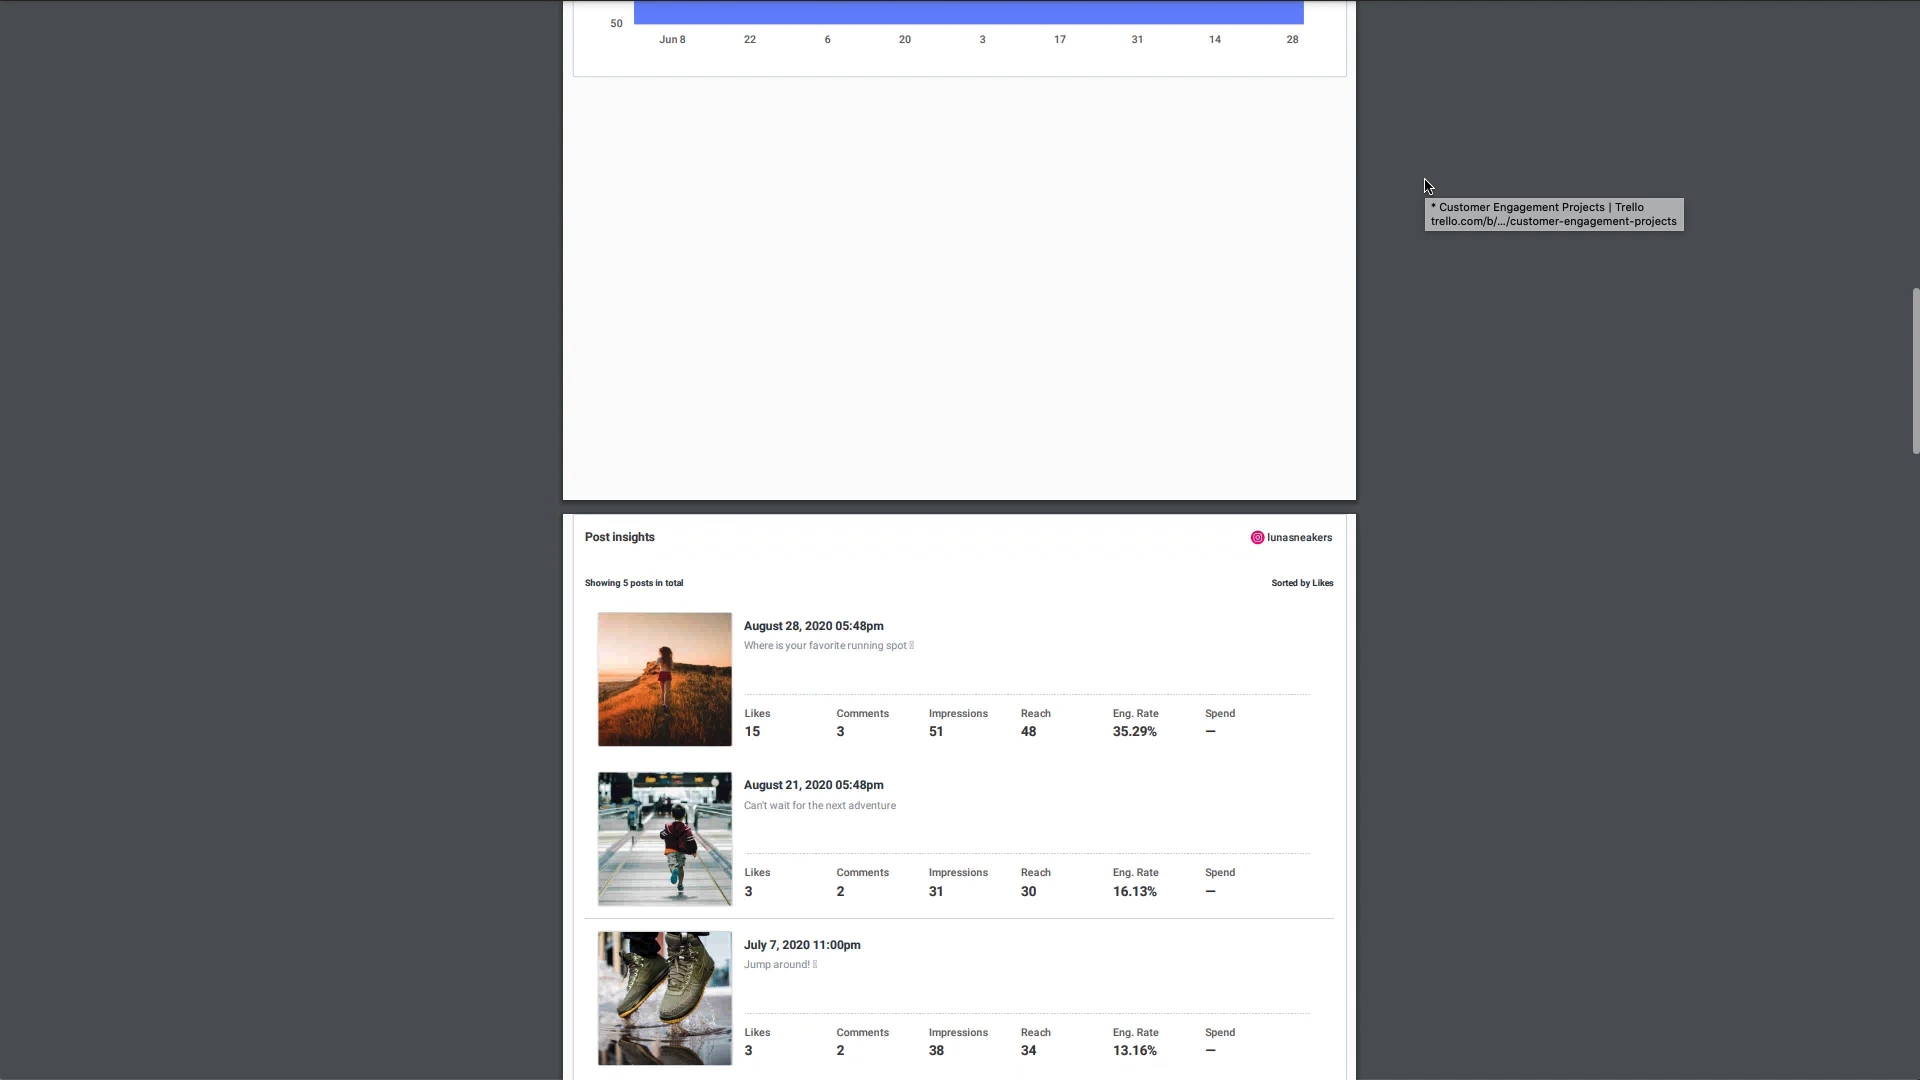 50
Jun 8 22 6 20 3 17 31 14 28
* Customer Engagement Projects | Trello
trello.com/b/.../customer-engagement-projects
Post insights
lunasneakers
Showing 5 posts in total
Sorted by Likes
August 28, 2020 05:48pm
Where is your favorite running spot
Likes Comments Impressions Reach Eng. Rate Spend
15 3 51 48 35.29% —
August 21, 2020 05:48pm
Can't wait for the next adventure
Likes Comments Impressions Reach Eng. Rate Spend
3 2 31 30 16.13% —
July 7, 2020 11:00pm
Jump around!
Likes Comments Impressions Reach Eng. Rate Spend
3 2 38 34 13.16% —